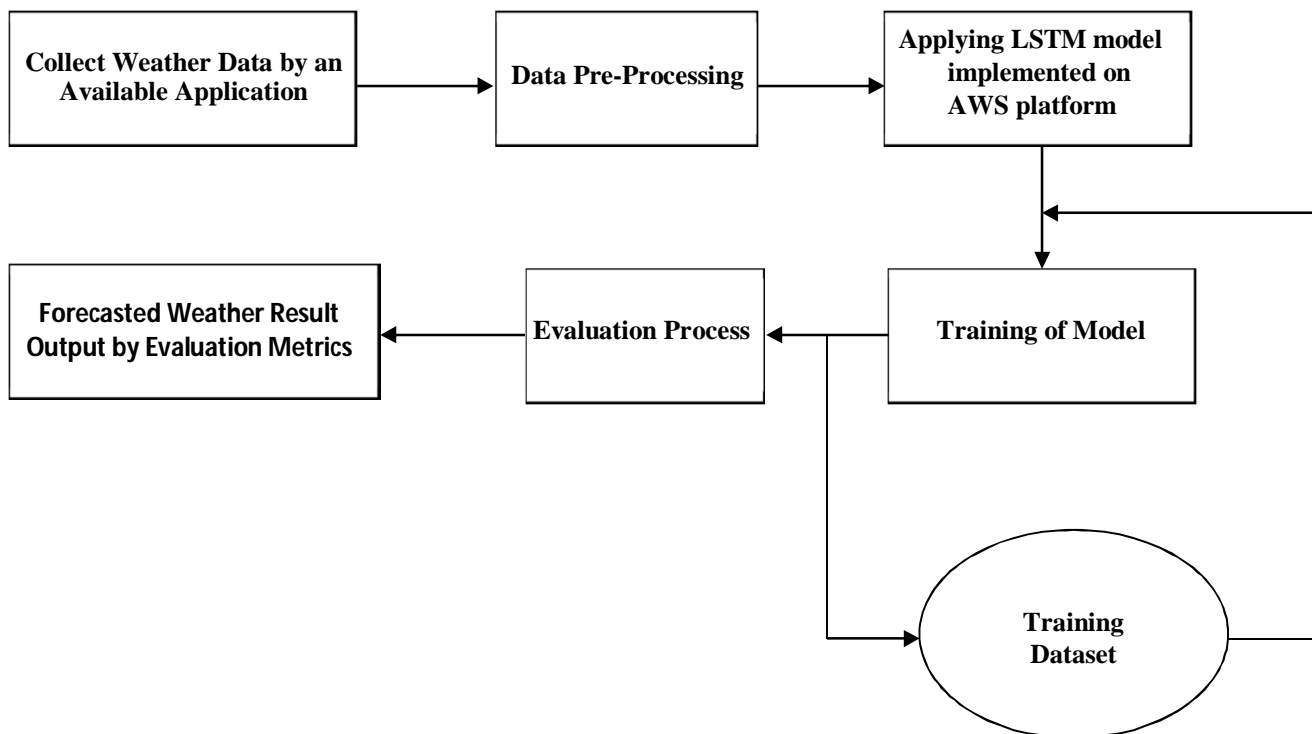 Collect Weather Data by an
Available Application
Data Pre-Processing
Applying LSTM model
implemented on
AWS platform
Forecasted Weather Result
Output by Evaluation Metrics
Evaluation Process
Training of Model
Training
Dataset